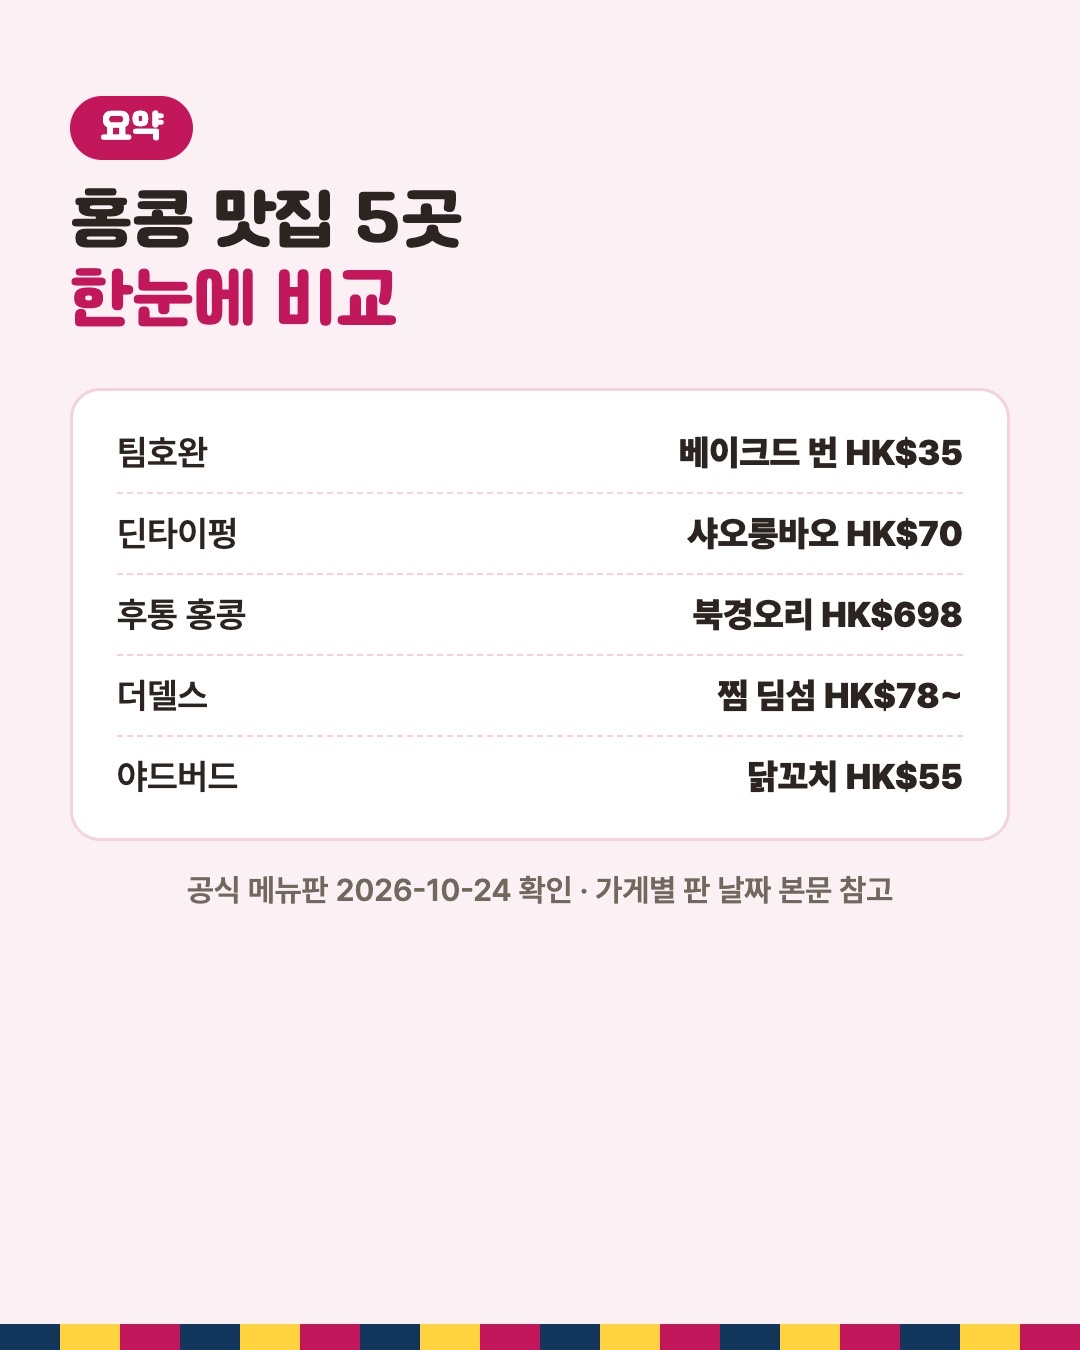 요약
홍콩 맛집 5곳
한눈에 비교
팀호완 베이크드 번 HK$35
딘타이펑 샤오룽바오 HK$70
후통 홍콩 북경오리 HK$698
더델스 찜 딤섬 HK$78~
야드버드 닭꼬치 HK$55
공식 메뉴판 2026-10-24 확인 · 가게별 판 날짜 본문 참고